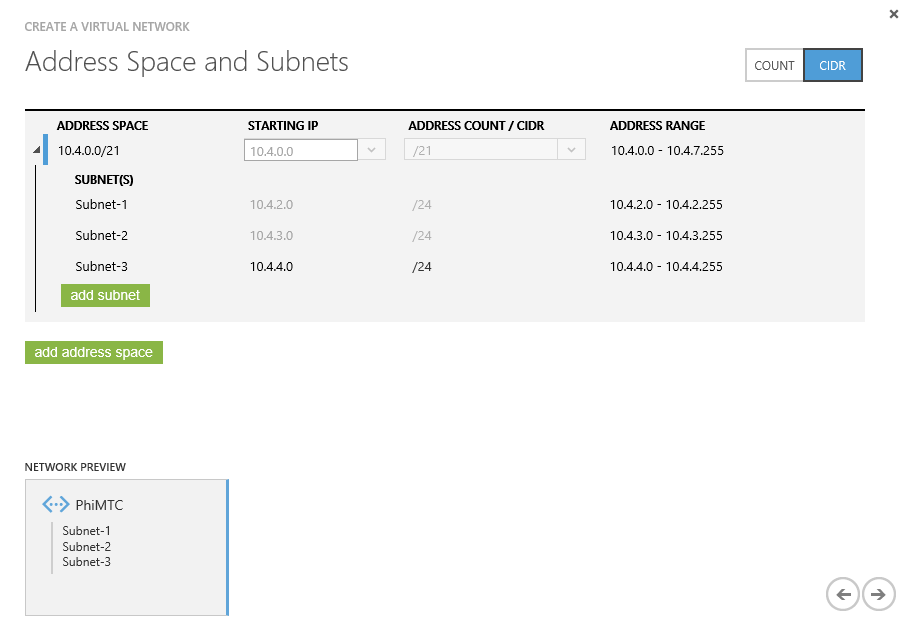 CREATE A VIRTUAL NETWORK
Address Space and Subnets
COUNT CIDR
ADDRESS SPACE STARTING IP ADDRESS COUNT / CIDR ADDRESS RANGE
10.4.0.0/21 10.4.0.0 /21 10.4.0.0 - 10.4.7.255
SUBNET(S)
Subnet-1 10.4.2.0 /24 10.4.2.0 - 10.4.2.255
Subnet-2 10.4.3.0 /24 10.4.3.0 - 10.4.3.255
Subnet-3 10.4.4.0 /24 10.4.4.0 - 10.4.4.255
add subnet
add address space
NETWORK PREVIEW
PhiMTC
Subnet-1
Subnet-2
Subnet-3